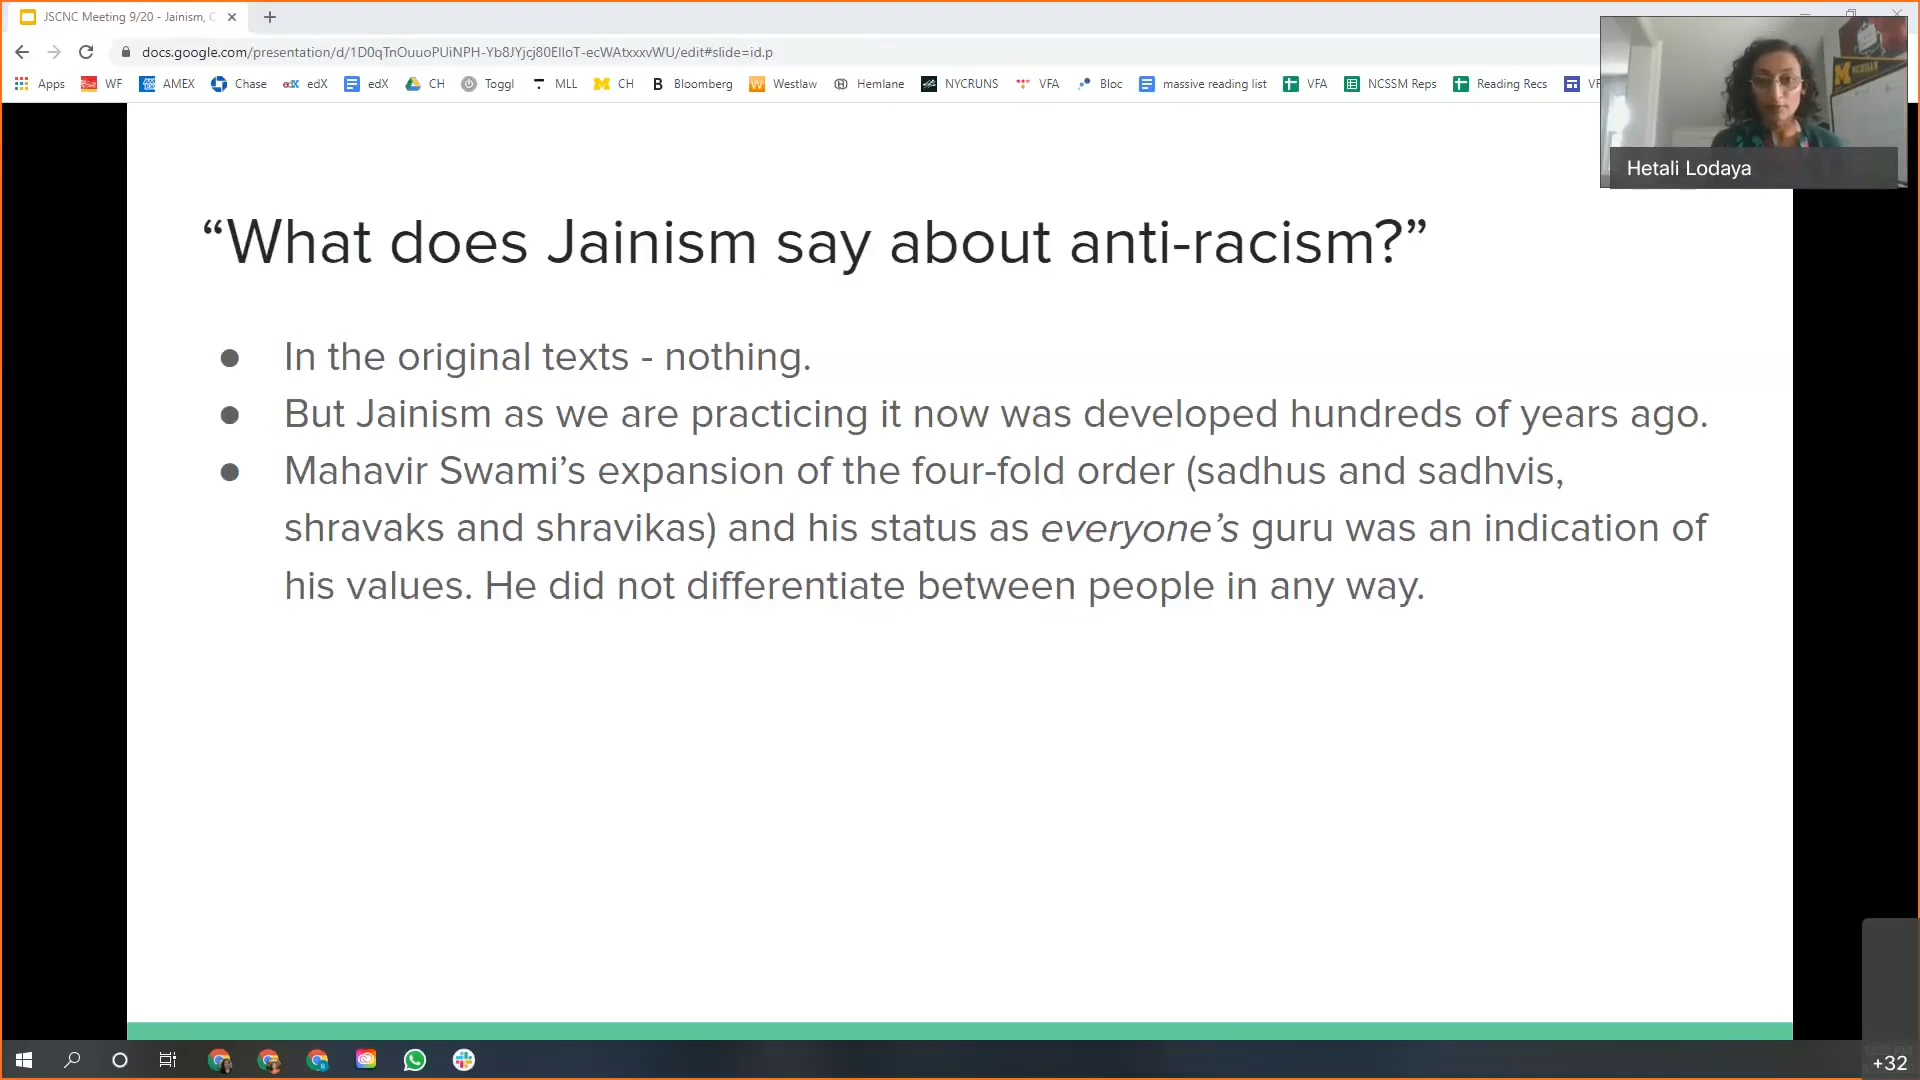 JSCNC Meeting 9/20 - Jainism,
docs.google.com/presentation/d/1D0qTnOuuoPUiNPH-Yb8JYjcj80EIIoT-ecWAtxxxvWU/edit#slide=id.p
Apps WF AMEX Chase edX edX CH Toggl MLL CH Bloomberg Westlaw Hemlane NYCRUNS VFA Bloc massive reading list VFA NCSSM Reps Reading Recs
MICHIGAN
Hetali Lodaya
“What does Jainism say about anti-racism?”
● In the original texts - nothing.
● But Jainism as we are practicing it now was developed hundreds of years ago.
● Mahavir Swami’s expansion of the four-fold order (sadhus and sadhvis,
shravaks and shravikas) and his status as everyone’s guru was an indication of
his values. He did not differentiate between people in any way.
+32